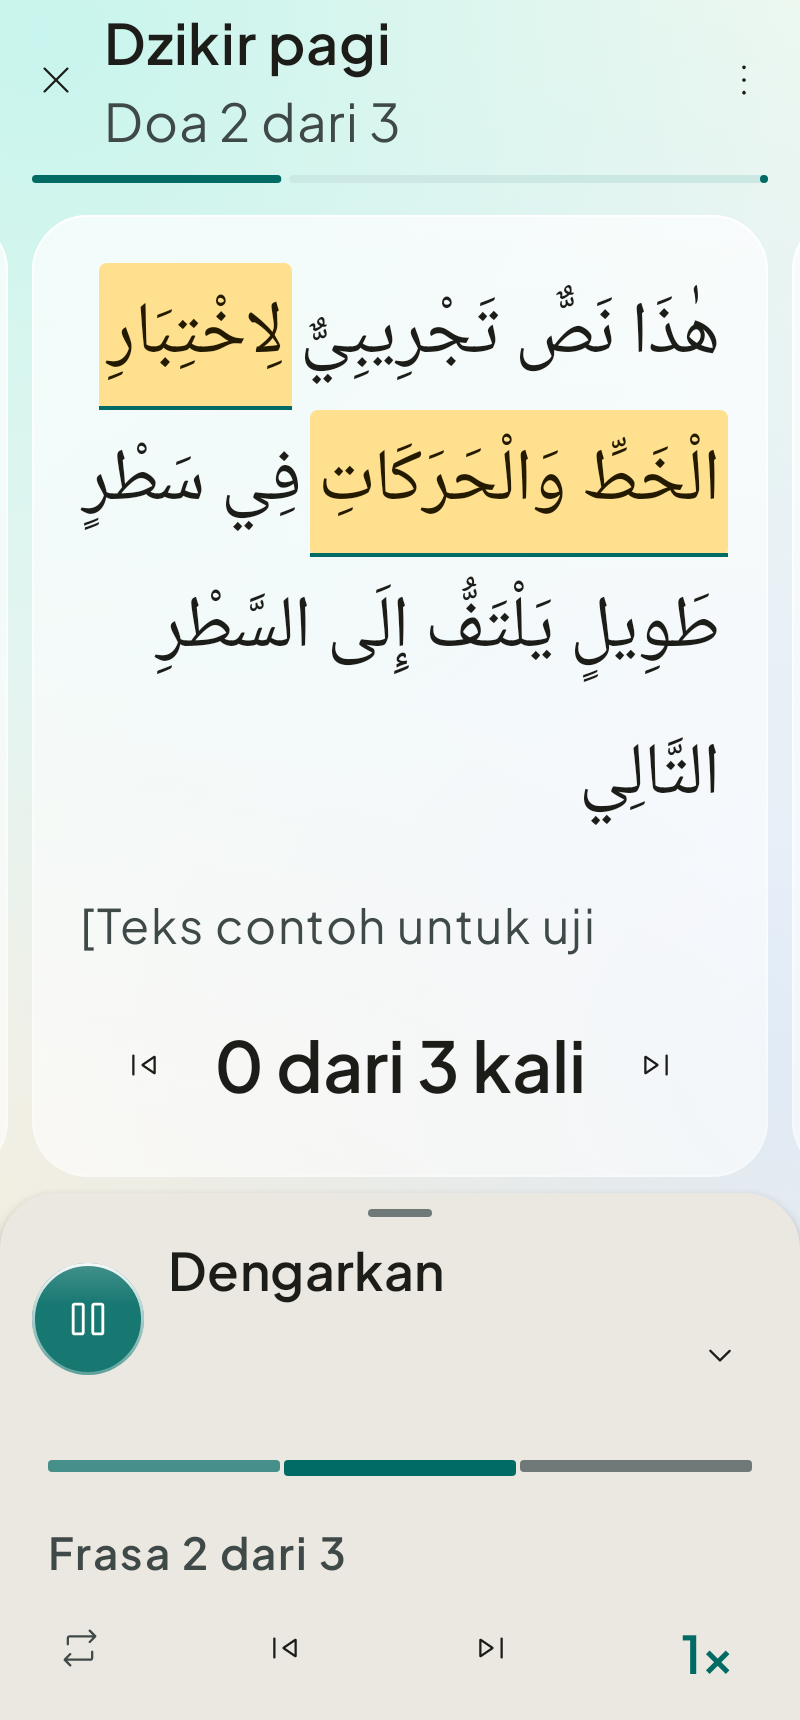 Dzikir pagi
Doa 2 dari 3
هٰذَا نَصٌّ تَجْرِيبِيٌّ لِاخْتِبَارِ
الْخَطِّ وَالْحَرَكَاتِ فِي سَطْرٍ
طَوِيلٍ يَلْتَفُّ إِلَى السَّطْرِ
التَّالِي
[Teks contoh untuk uji
0 dari 3 kali
Dengarkan
Frasa 2 dari 3
1×